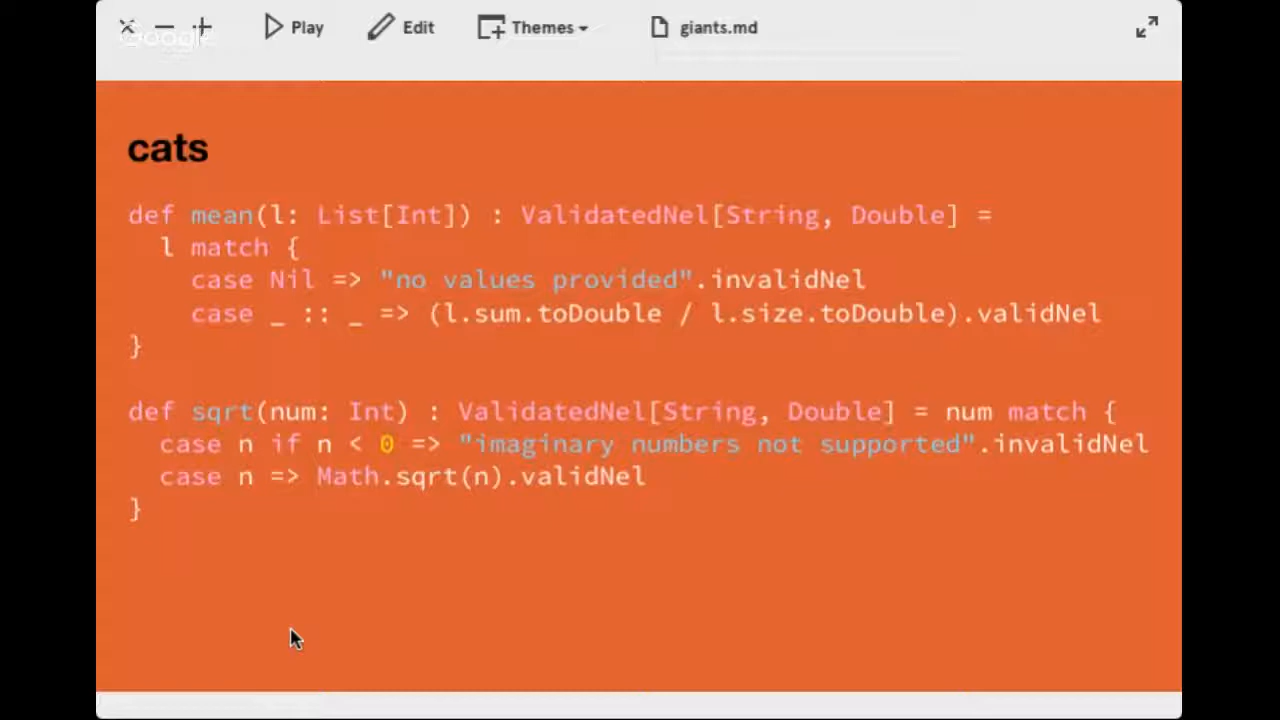 Play Edit Themes giants.md
Google
cats
def mean(l: List[Int]) : ValidatedNel[String, Double] =
l match {
case Nil => "no values provided".invalidNel
case _ :: _ => (l.sum.toDouble / l.size.toDouble).validNel
}
def sqrt(num: Int) : ValidatedNel[String, Double] = num match {
case n if n < 0 => "imaginary numbers not supported".invalidNel
case n => Math.sqrt(n).validNel
}